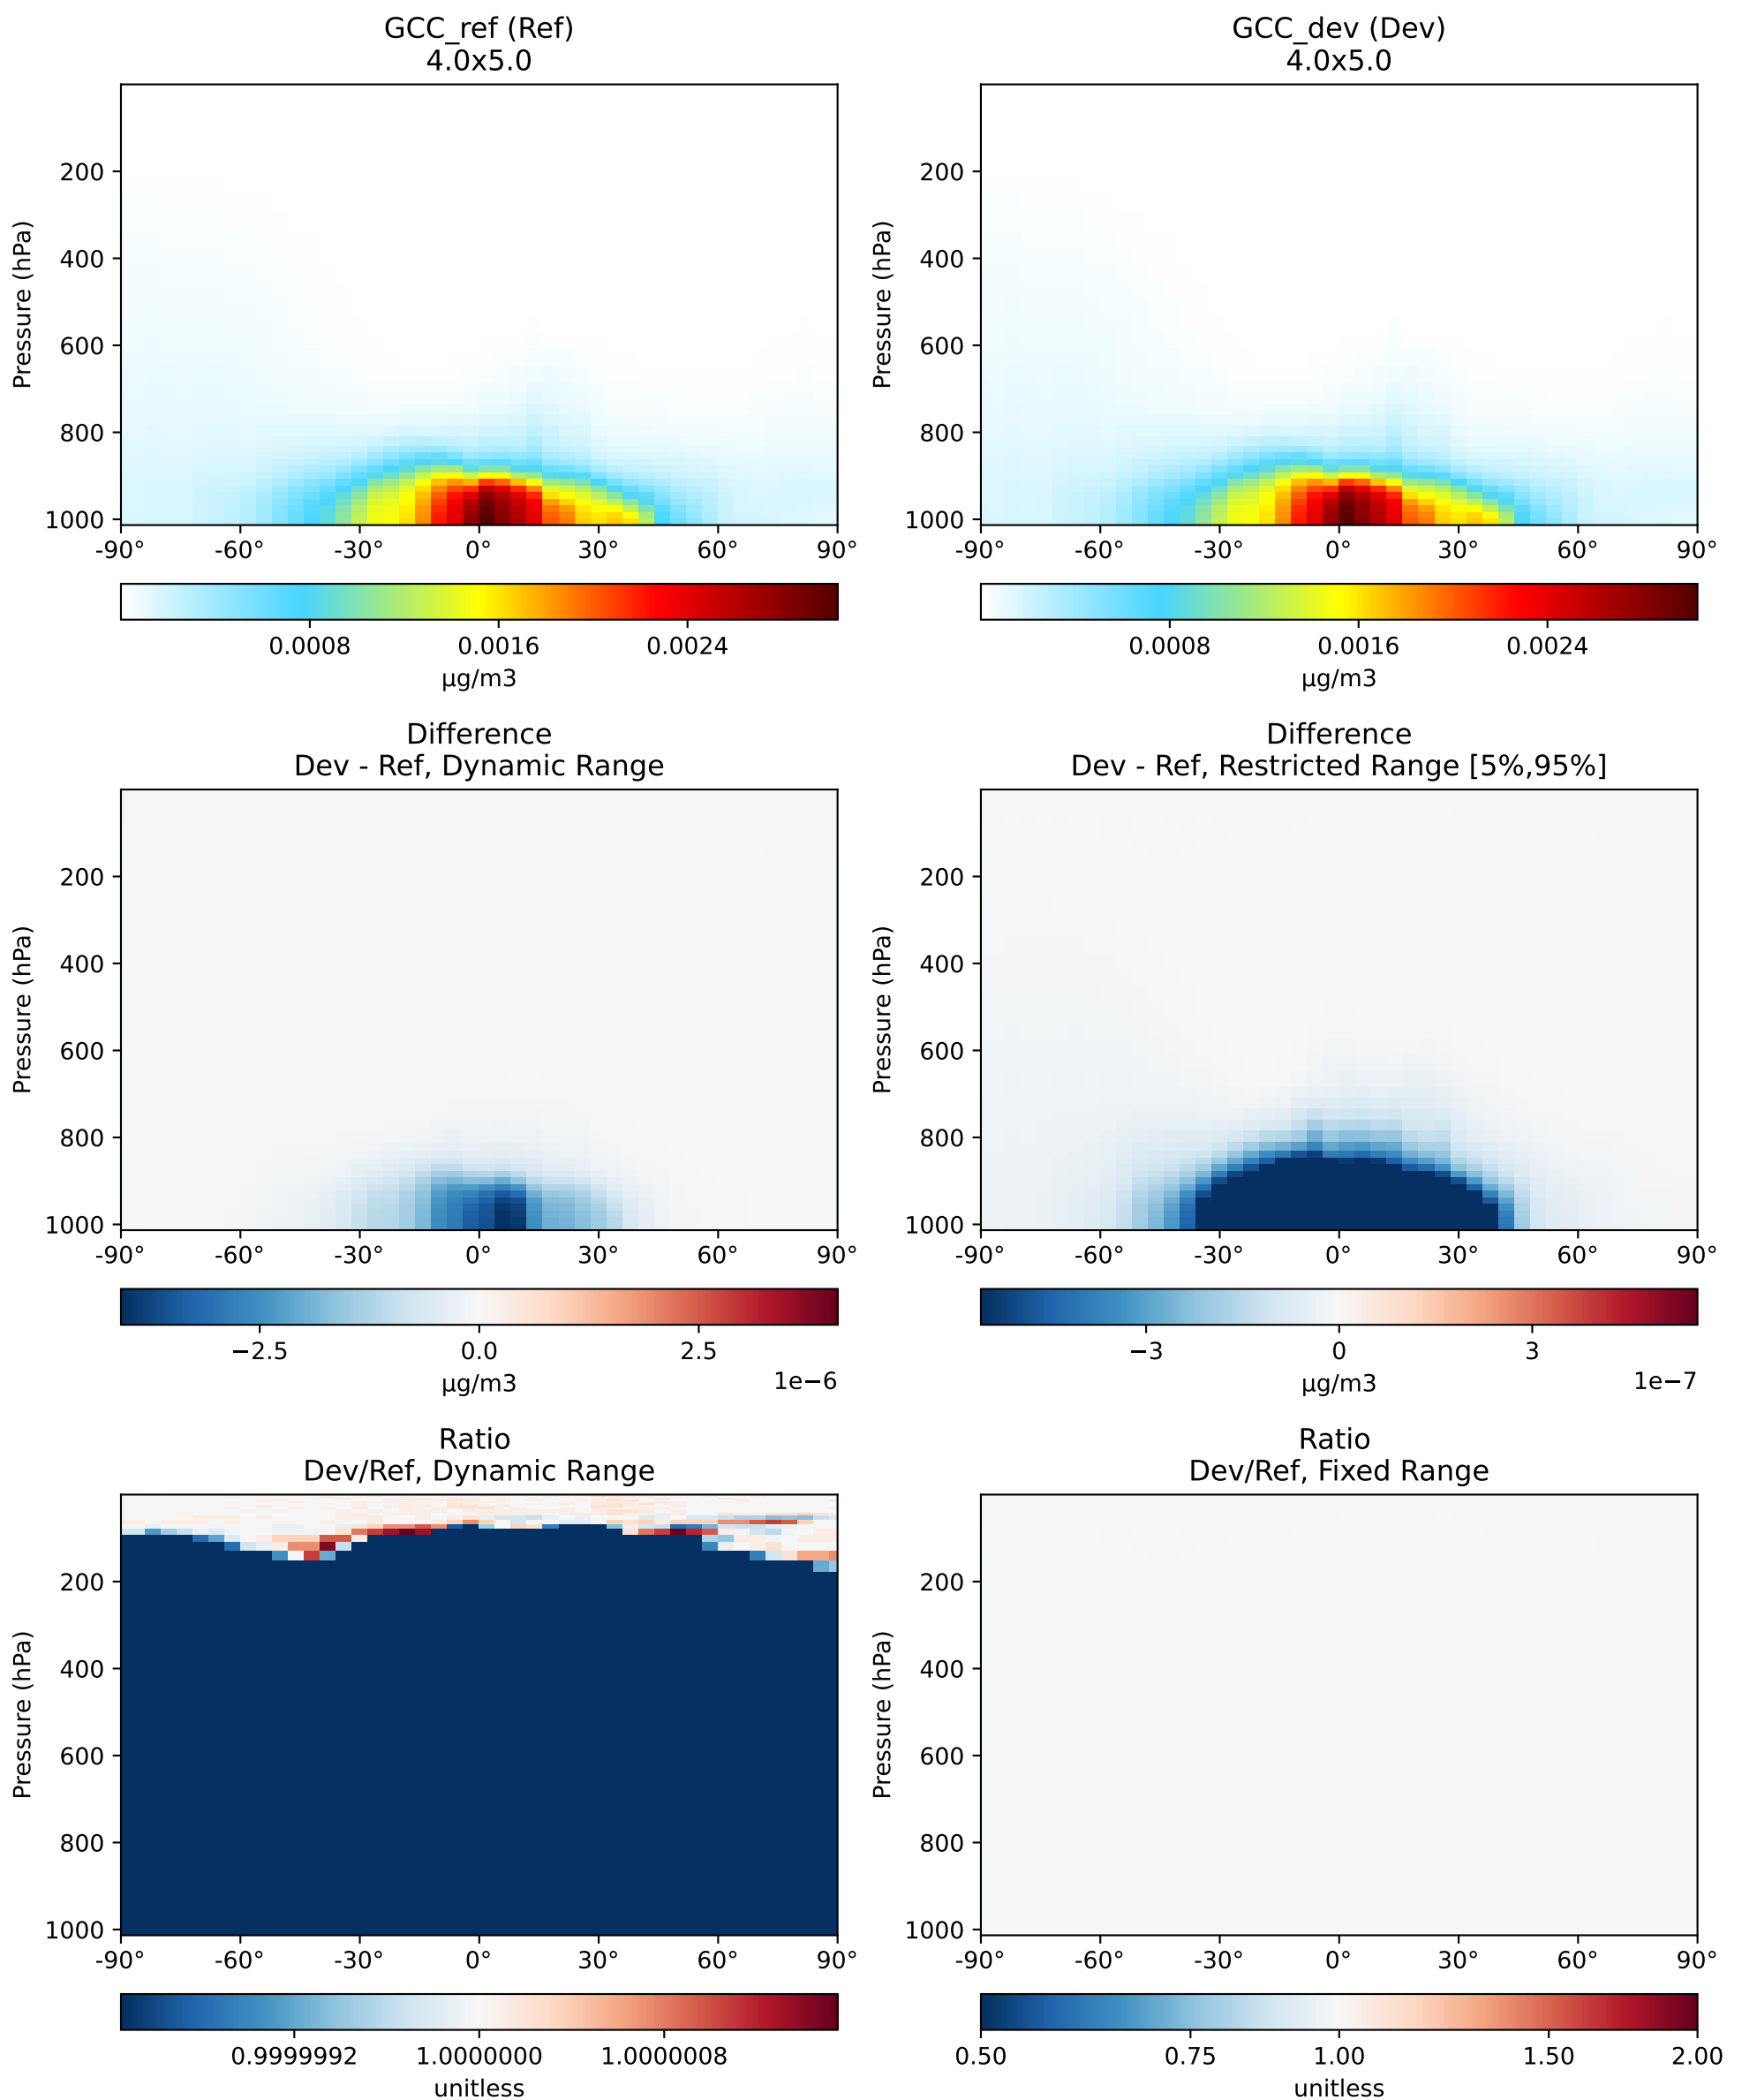 GCC_ref (Ref)
4.0x5.0
Pressure (hPa)
200
400
600
800
1000
-90° -60° -30° 0° 30° 60° 90°
0.0008 0.0016 0.0024
µg/m3
GCC_dev (Dev)
4.0x5.0
Pressure (hPa)
200
400
600
800
1000
-90° -60° -30° 0° 30° 60° 90°
0.0008 0.0016 0.0024
µg/m3
Difference
Dev - Ref, Dynamic Range
Pressure (hPa)
200
400
600
800
1000
-90° -60° -30° 0° 30° 60° 90°
−2.5 0.0 2.5
µg/m3 1e−6
Difference
Dev - Ref, Restricted Range [5%,95%]
Pressure (hPa)
200
400
600
800
1000
-90° -60° -30° 0° 30° 60° 90°
−3 0 3
µg/m3 1e−7
Ratio
Dev/Ref, Dynamic Range
Pressure (hPa)
200
400
600
800
1000
-90° -60° -30° 0° 30° 60° 90°
0.9999992 1.0000000 1.0000008
unitless
Ratio
Dev/Ref, Fixed Range
Pressure (hPa)
200
400
600
800
1000
-90° -60° -30° 0° 30° 60° 90°
0.50 0.75 1.00 1.50 2.00
unitless